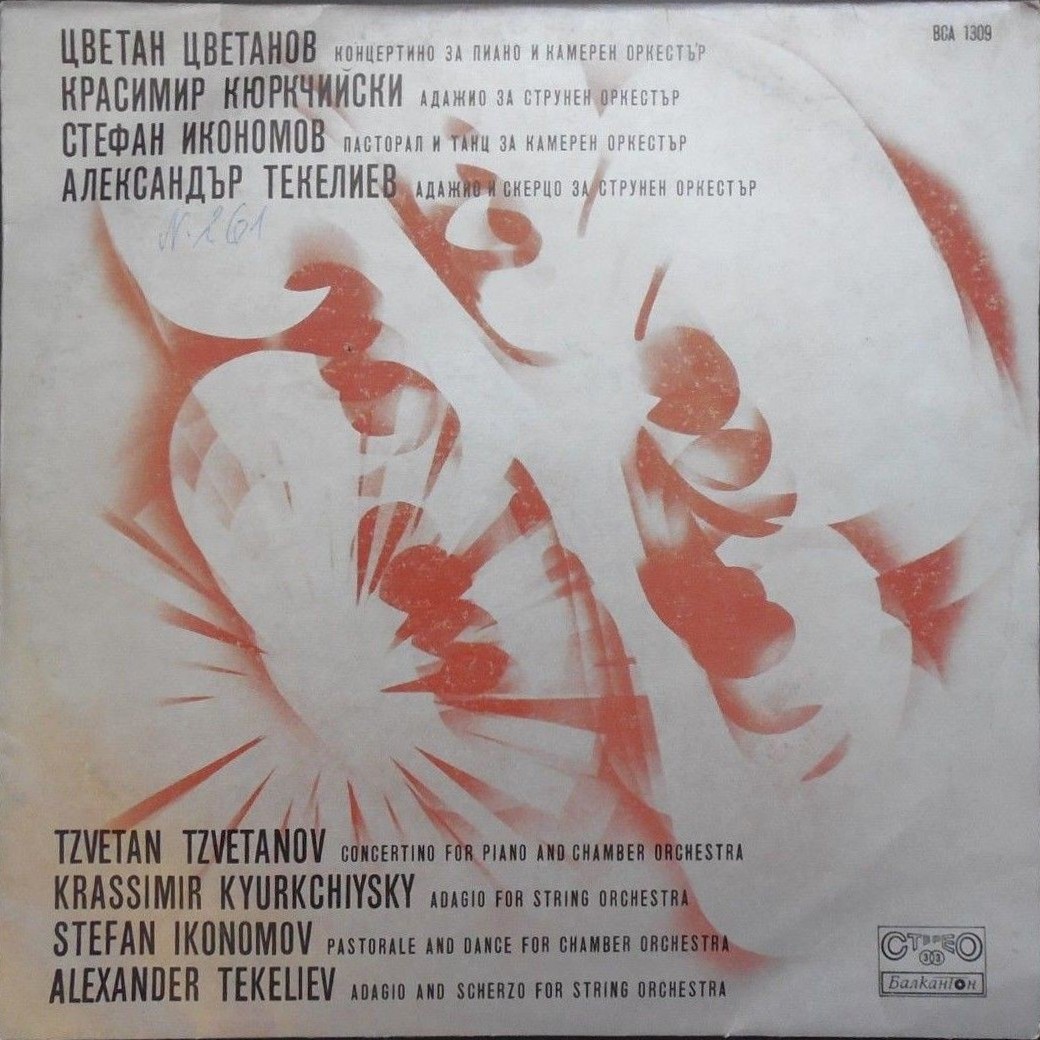 ВСА 1309
ЦВЕТАН ЦВЕТАНОВ КОНЦЕРТИНО ЗА ПИАНО И КАМЕРЕН ОРКЕСТЪР
КРАСИМИР КЮРКЧИЙСКИ АДАЖИО ЗА СТРУНЕН ОРКЕСТЪР
СТЕФАН ИКОНОМОВ ПАСТОРАЛ И ТАНЦ ЗА КАМЕРЕН ОРКЕСТЪР
АЛЕКСАНДЪР ТЕКЕЛИЕВ АДАЖИО И СКЕРЦО ЗА СТРУНЕН ОРКЕСТЪР
N. 261
TZVETAN TZVETANOV CONCERTINO FOR PIANO AND CHAMBER ORCHESTRA
KRASSIMIR KYURKCHIYSKY ADAGIO FOR STRING ORCHESTRA
STEFAN IKONOMOV PASTORALE AND DANCE FOR CHAMBER ORCHESTRA
ALEXANDER TEKELIEV ADAGIO AND SCHERZO FOR STRING ORCHESTRA
СТЕРЕО
33
Балкантон